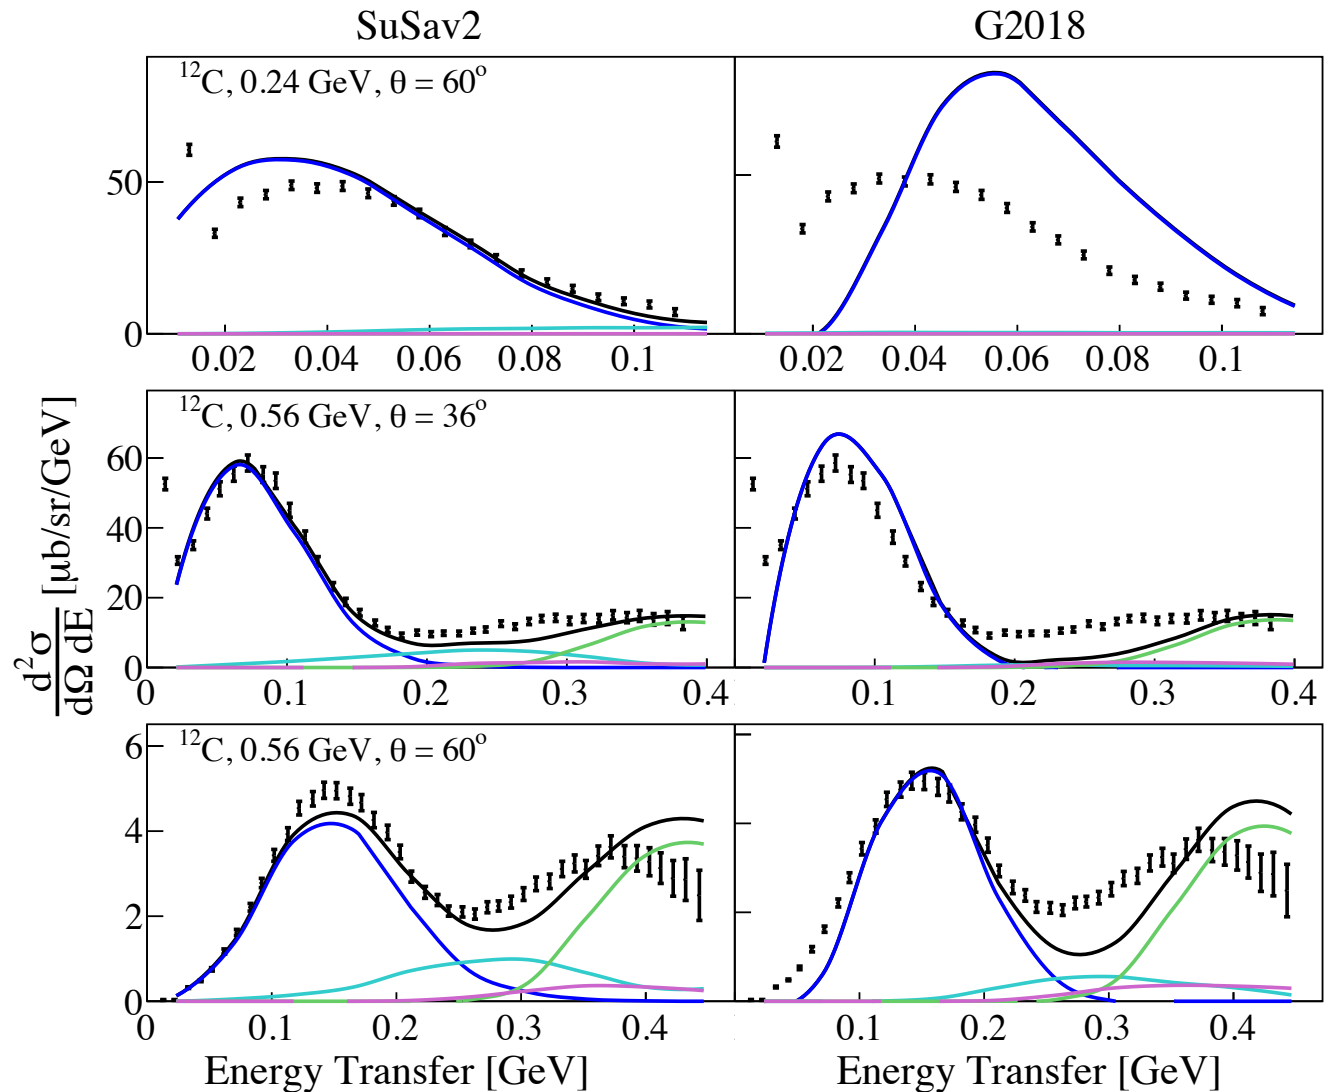 SuSav2 G2018
¹²C, 0.24 GeV, θ = 60°
50
0
0.02 0.04 0.06 0.08 0.1 0.02 0.04 0.06 0.08 0.1
¹²C, 0.56 GeV, θ = 36°
60
40
20
0
0 0.1 0.2 0.3 0.4 0.1 0.2 0.3 0.4
d²σ/dΩ dE [μb/sr/GeV]
¹²C, 0.56 GeV, θ = 60°
6
4
2
0
0 0.1 0.2 0.3 0.4 0.1 0.2 0.3 0.4
Energy Transfer [GeV] Energy Transfer [GeV]